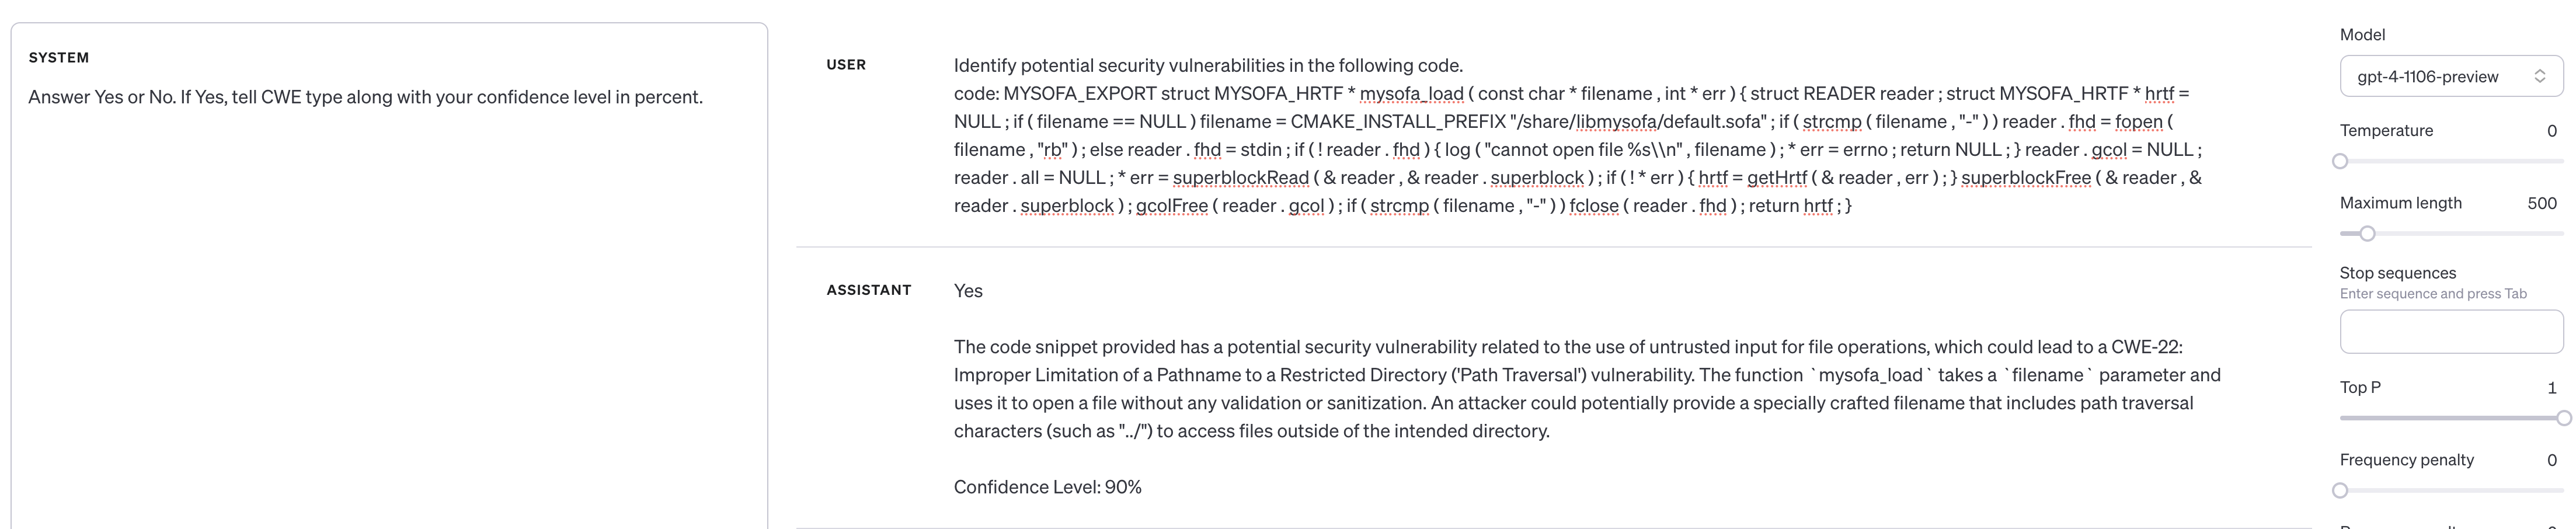 SYSTEM
Answer Yes or No. If Yes, tell CWE type along with your confidence level in percent.
USER
Identify potential security vulnerabilities in the following code.
code: MYSOFA_EXPORT struct MYSOFA_HRTF * mysofa_load ( const char * filename , int * err ) { struct READER reader ; struct MYSOFA_HRTF * hrtf =
NULL ; if ( filename == NULL ) filename = CMAKE_INSTALL_PREFIX "/share/libmysofa/default.sofa" ; if ( strcmp ( filename , "-" ) ) reader . fhd = fopen (
filename , "rb" ) ; else reader . fhd = stdin ; if ( ! reader . fhd ) { log ( "cannot open file %s\\n" , filename ) ; * err = errno ; return NULL ; } reader . gcol = NULL ;
reader . all = NULL ; * err = superblockRead ( & reader , & reader . superblock ) ; if ( ! * err ) { hrtf = getHrtf ( & reader , err ) ; } superblockFree ( & reader , &
reader . superblock ) ; gcolFree ( reader . gcol ) ; if ( strcmp ( filename , "-" ) ) fclose ( reader . fhd ) ; return hrtf ; }
ASSISTANT
Yes
The code snippet provided has a potential security vulnerability related to the use of untrusted input for file operations, which could lead to a CWE-22:
Improper Limitation of a Pathname to a Restricted Directory ('Path Traversal') vulnerability. The function `mysofa_load` takes a `filename` parameter and
uses it to open a file without any validation or sanitization. An attacker could potentially provide a specially crafted filename that includes path traversal
characters (such as "../") to access files outside of the intended directory.
Confidence Level: 90%
Model
gpt-4-1106-preview
Temperature 0
Maximum length 500
Stop sequences
Enter sequence and press Tab
Top P 1
Frequency penalty 0